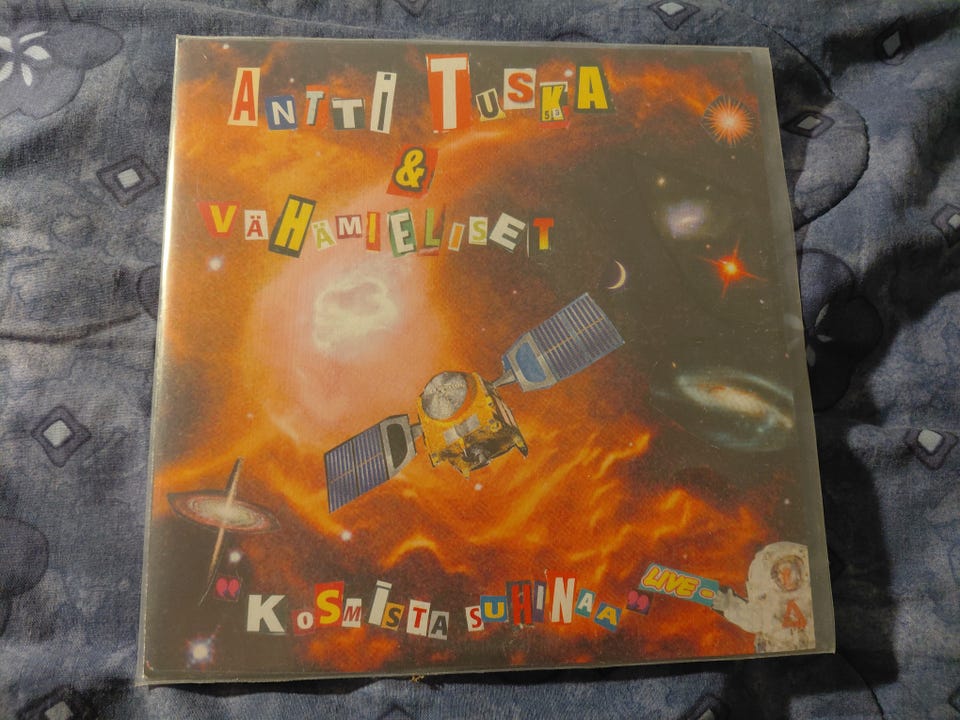 ANTTI TUSKA
&
VÄHÄMIELISET
"KOSMISTA SUHINAA"
LIVE-